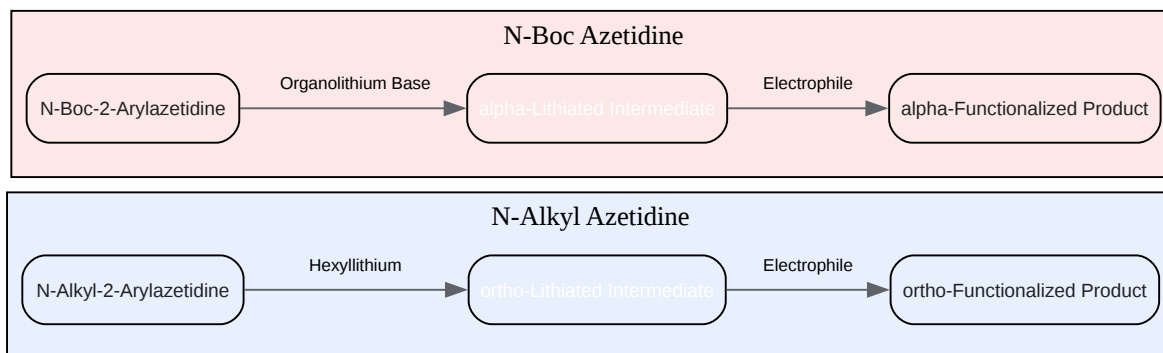 N-Boc Azetidine
N-Boc-2-Arylazetidine
Organolithium Base
alpha-Lithiated Intermediate
Electrophile
alpha-Functionalized Product
N-Alkyl Azetidine
N-Alkyl-2-Arylazetidine
Hexyllithium
ortho-Lithiated Intermediate
Electrophile
ortho-Functionalized Product